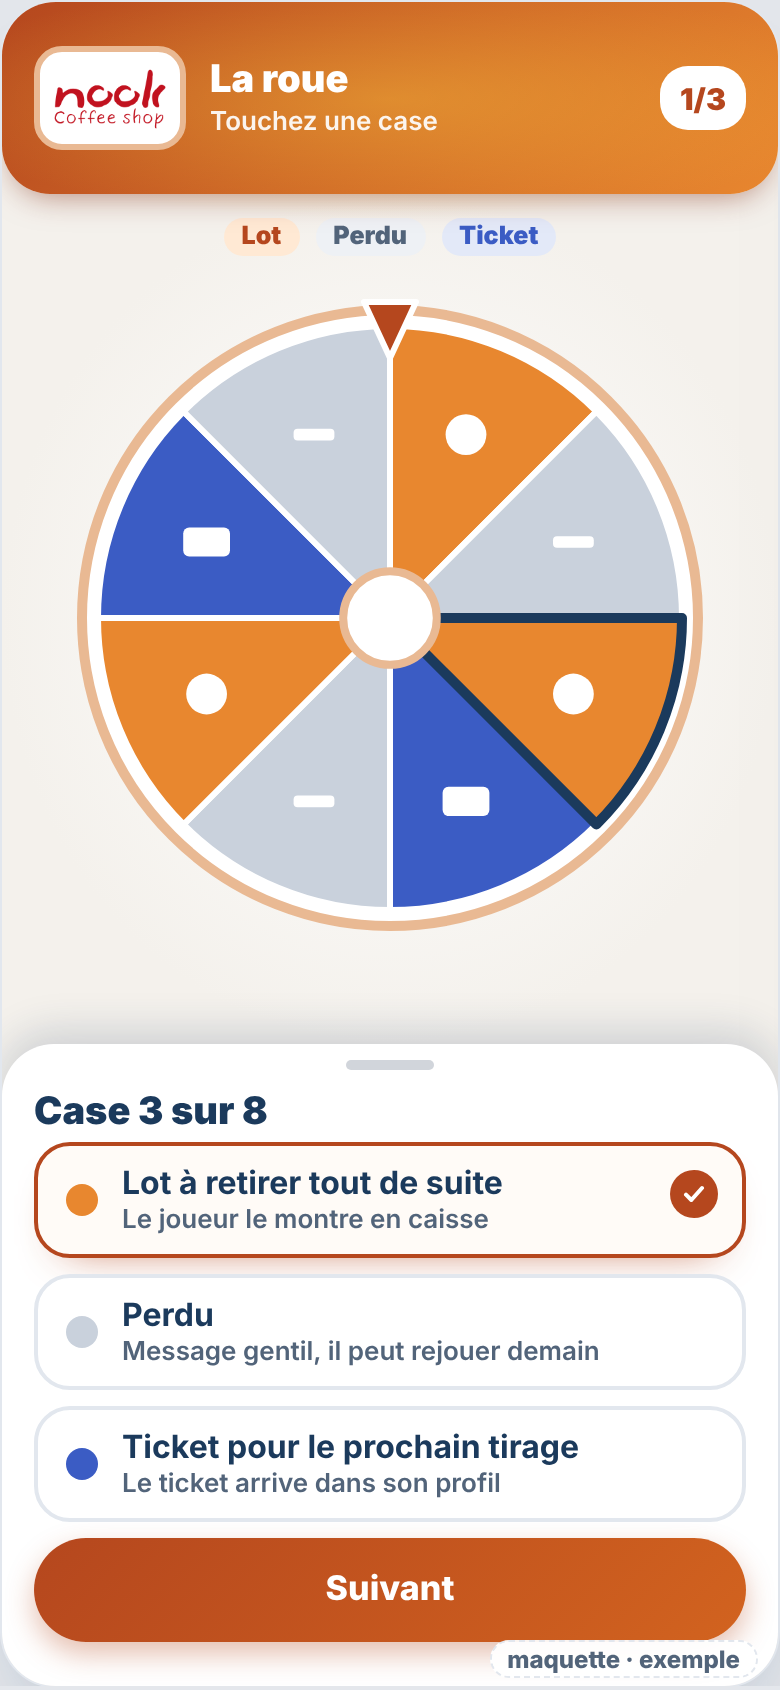 nook
Coffee shop
La roue
Touchez une case
1/3
Lot
Perdu
Ticket
Case 3 sur 8
Lot à retirer tout de suite
Le joueur le montre en caisse
Perdu
Message gentil, il peut rejouer demain
Ticket pour le prochain tirage
Le ticket arrive dans son profil
Suivant
maquette · exemple